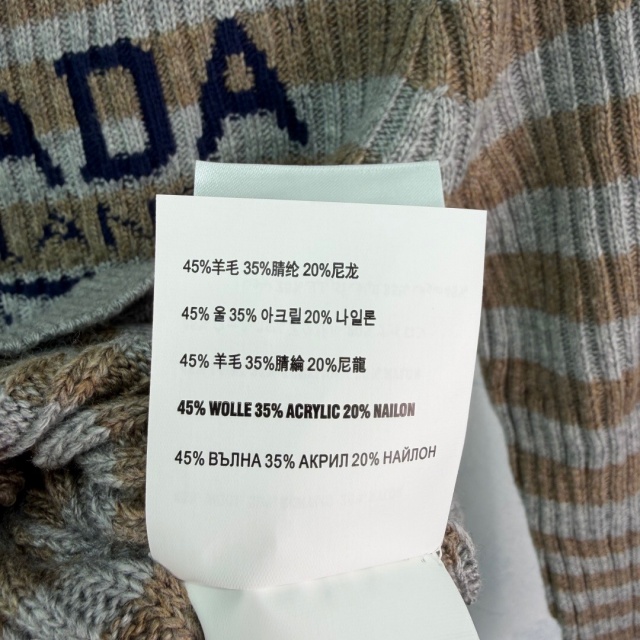 ADA
LAN
45%羊毛 35%腈纶 20%尼龙
45% 울 35% 아크릴 20% 나일론
45% 羊毛 35%腈綸 20%尼龍
45% WOLLE 35% ACRYLIC 20% NAILON
45% ВЪЛНА 35% АКРИЛ 20% НАЙЛОН